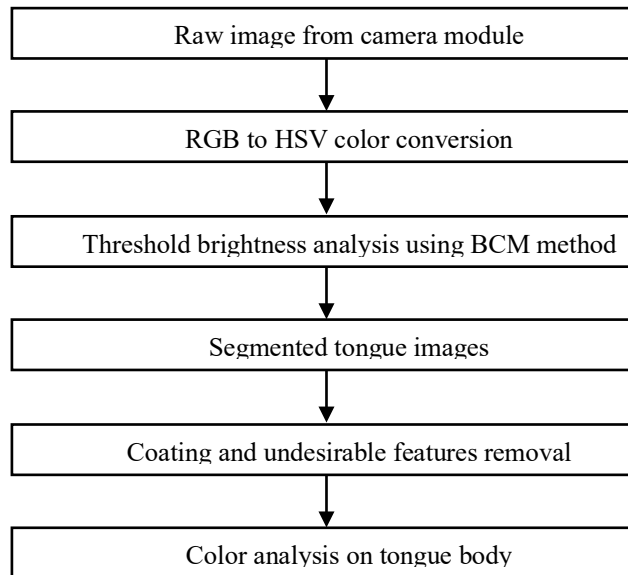 Raw image from camera module
RGB to HSV color conversion
Threshold brightness analysis using BCM method
Segmented tongue images
Coating and undesirable features removal
Color analysis on tongue body